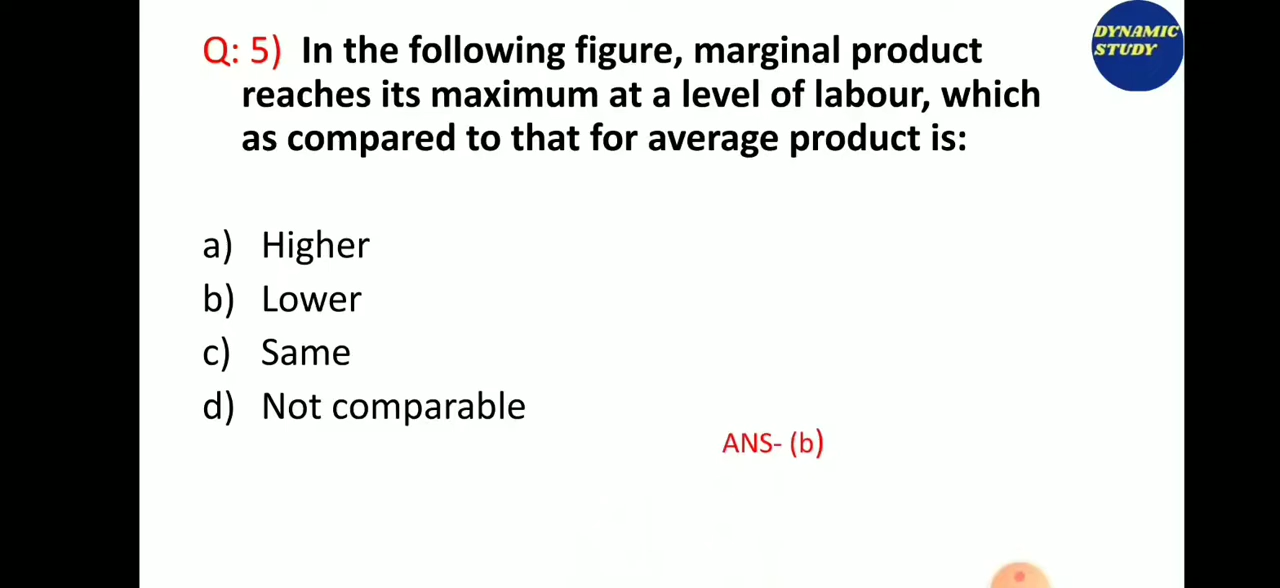 DYNAMIC
STUDY
Q: 5) In the following figure, marginal product
reaches its maximum at a level of labour, which
as compared to that for average product is:
a) Higher
b) Lower
c) Same
d) Not comparable
ANS- (b)